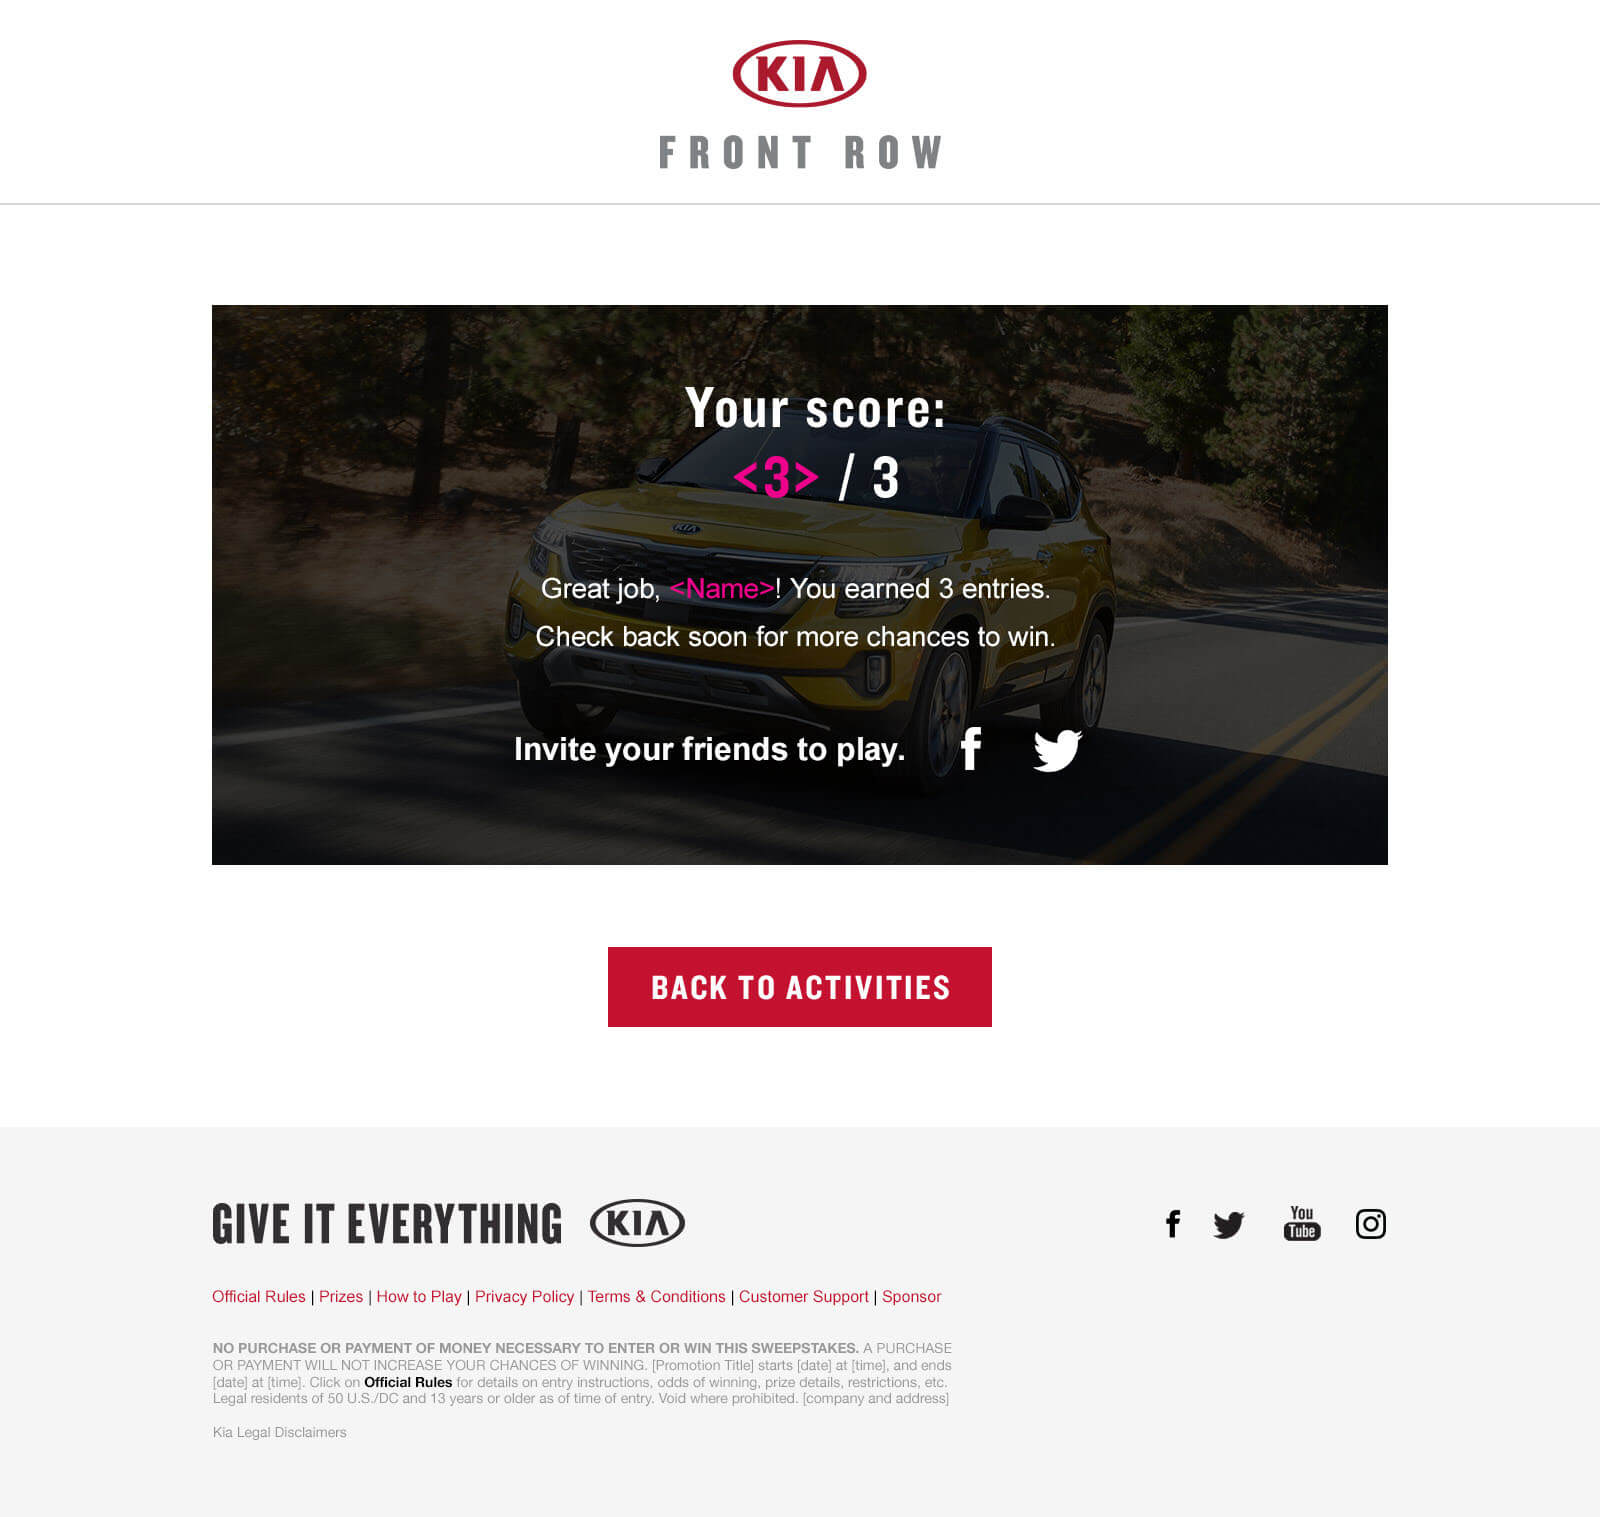 KIA
FRONT ROW
Your score:
<3> / 3
KIA
Great job, <Name>! You earned 3 entries.
Check back soon for more chances to win.
Invite your friends to play.
BACK TO ACTIVITIES
GIVE IT EVERYTHING KIA
You
Tube
Official Rules | Prizes | How to Play | Privacy Policy | Terms & Conditions | Customer Support | Sponsor
NO PURCHASE OR PAYMENT OF MONEY NECESSARY TO ENTER OR WIN THIS SWEEPSTAKES. A PURCHASE
OR PAYMENT WILL NOT INCREASE YOUR CHANCES OF WINNING. [Promotion Title] starts [date] at [time], and ends
[date] at [time]. Click on Official Rules for details on entry instructions, odds of winning, prize details, restrictions, etc.
Legal residents of 50 U.S./DC and 13 years or older as of time of entry. Void where prohibited. [company and address]
Kia Legal Disclaimers